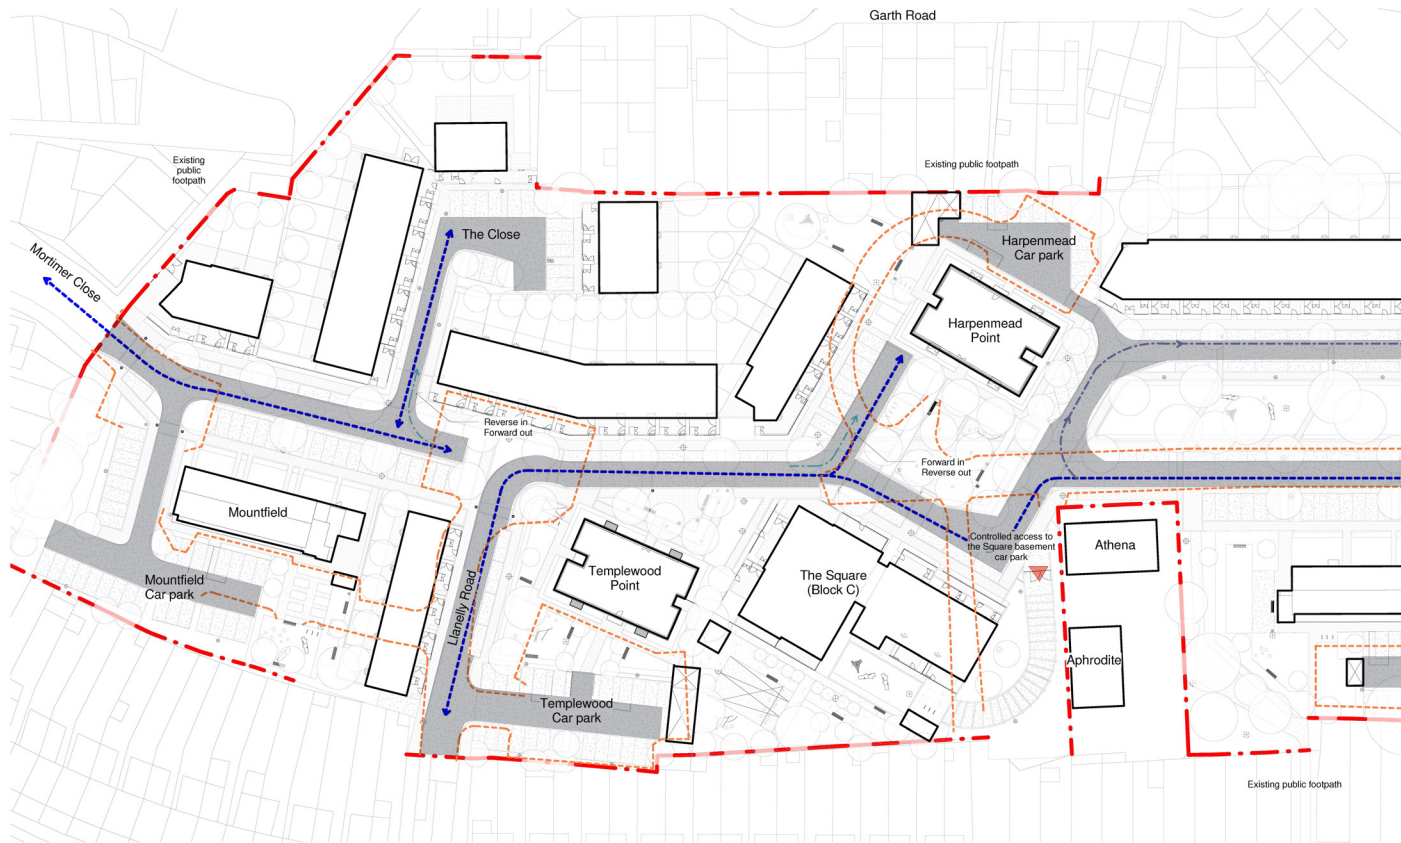 Garth Road
Existing
public
footpath
Existing public footpath
The Close
Harpenmead
Car park
Mortimer Close
Harpenmead
Point
Reverse in
Forward out
Forward in
Reverse out
Mountfield
Controlled access to
the Square basement
car park
Athena
Mountfield
Car park
Templewood
Point
The Square
(Block C)
Llanelly Road
Aphrodite
Templewood
Car park
Existing public footpath